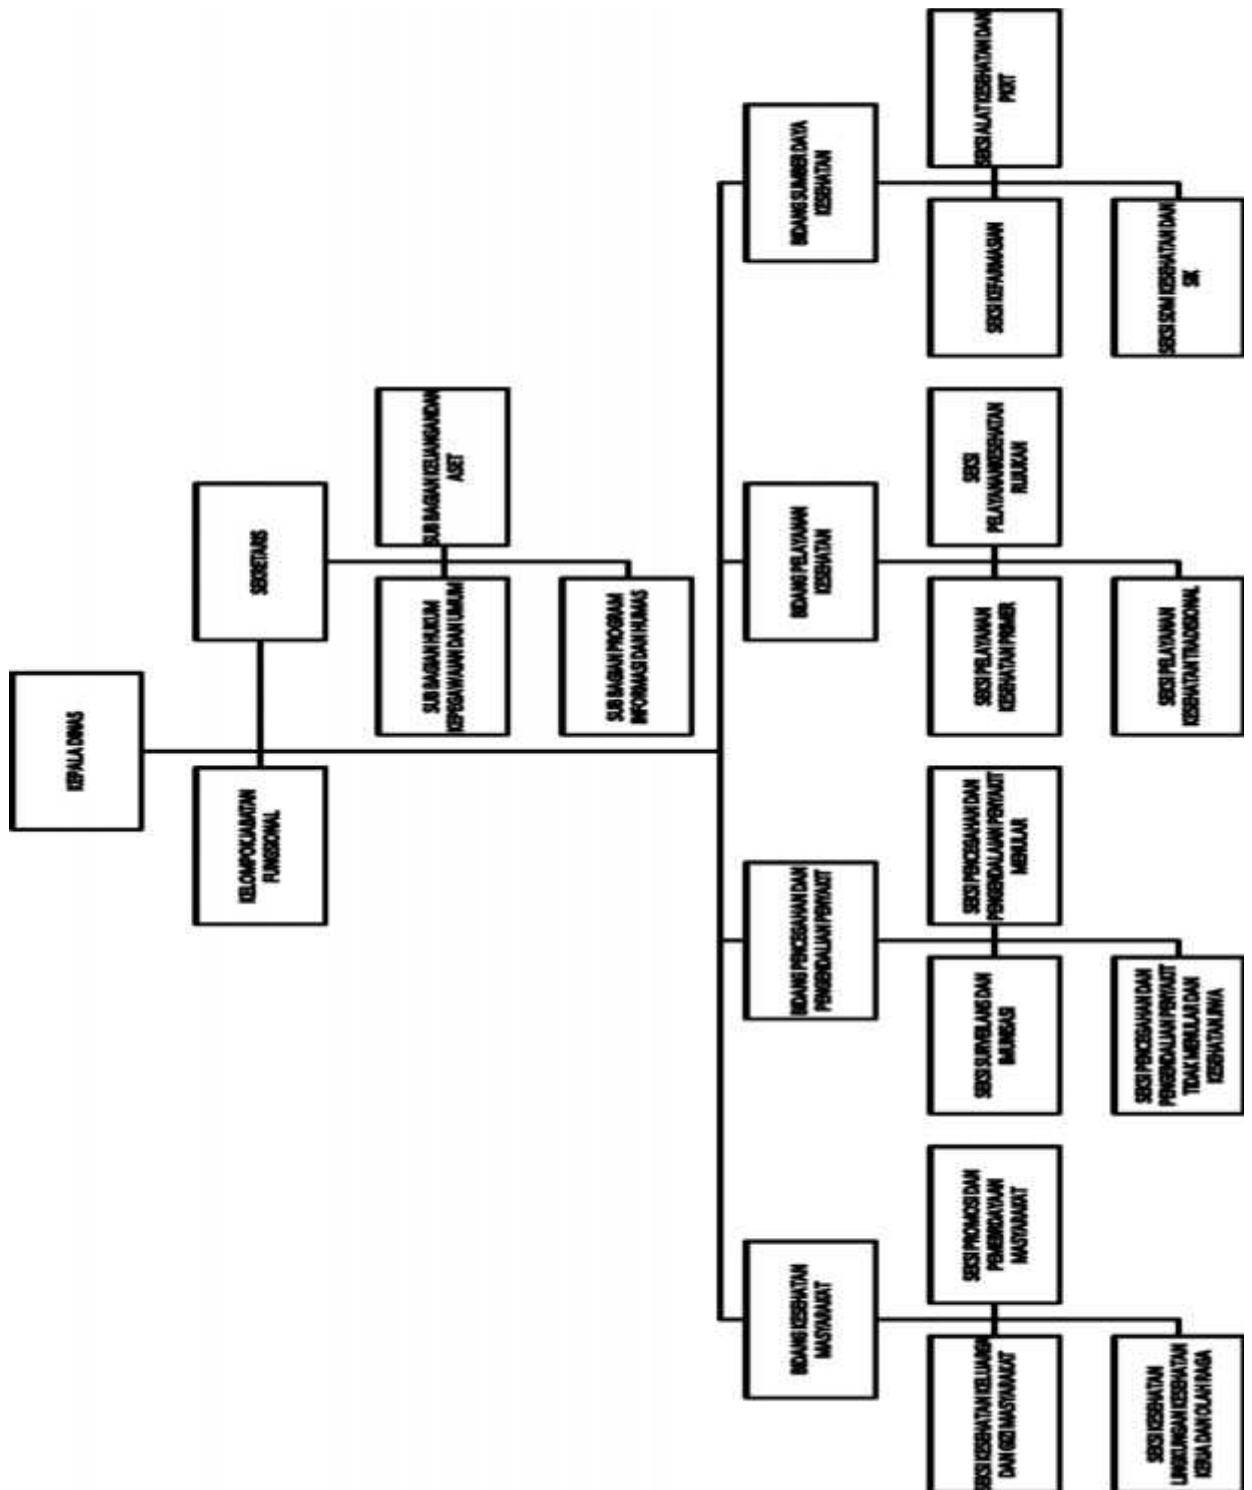 KEPALA DINAS
KELOMPOK JABATAN
FUNGSIONAL
SEKRETARIS
SUB BAGIAN HUKUM
KEPEGAWAIAN DAN UMUM
SUB BAGIAN KEUANGAN DAN
ASET
SUB BAGIAN PROGRAM
INFORMASI DAN HUMAS
BIDANG KESEHATAN
MASYARAKAT
SEKSI KESEHATAN KELUARGA
DAN GIZI MASYARAKAT
SEKSI PROMOSI DAN
PEMEBRDAYAAN
MASYARAKAT
SEKSI KESEHATAN
LINGKUNGAN KESEHATAN
KERJA DAN OLAH RAGA
BIDANG PENCEGAHAN DAN
PENGENDALIAN PENYAKIT
SEKSI SURVEILANS DAN
IMUNISASI
SEKSI PENCEGAHAN DAN
PENGENDALAIAN PENYAKIT
MENULAR
SEKSI PENCEGAHAN DAN
PENGENDALIAN PENYAKIT
TIDAK MENULAR DAN
KESEHATAN JIWA
BIDANG PELAYANAN
KESEHATAN
SEKSI PELAYANAN
KESEHATAN PRIMER
SEKSI
PELAYANAN KESEHATAN
RUJUKAN
SEKSI PELAYANAN
KESEHATAN TRADISIONAL
BIDANG SUMBER DAYA
KESEHATAN
SEKSI KEFARMASIAN
SEKSI ALAT KESEHATAN DAN
PKRT
SEKSI SDM KESEHATAN DAN
SIK